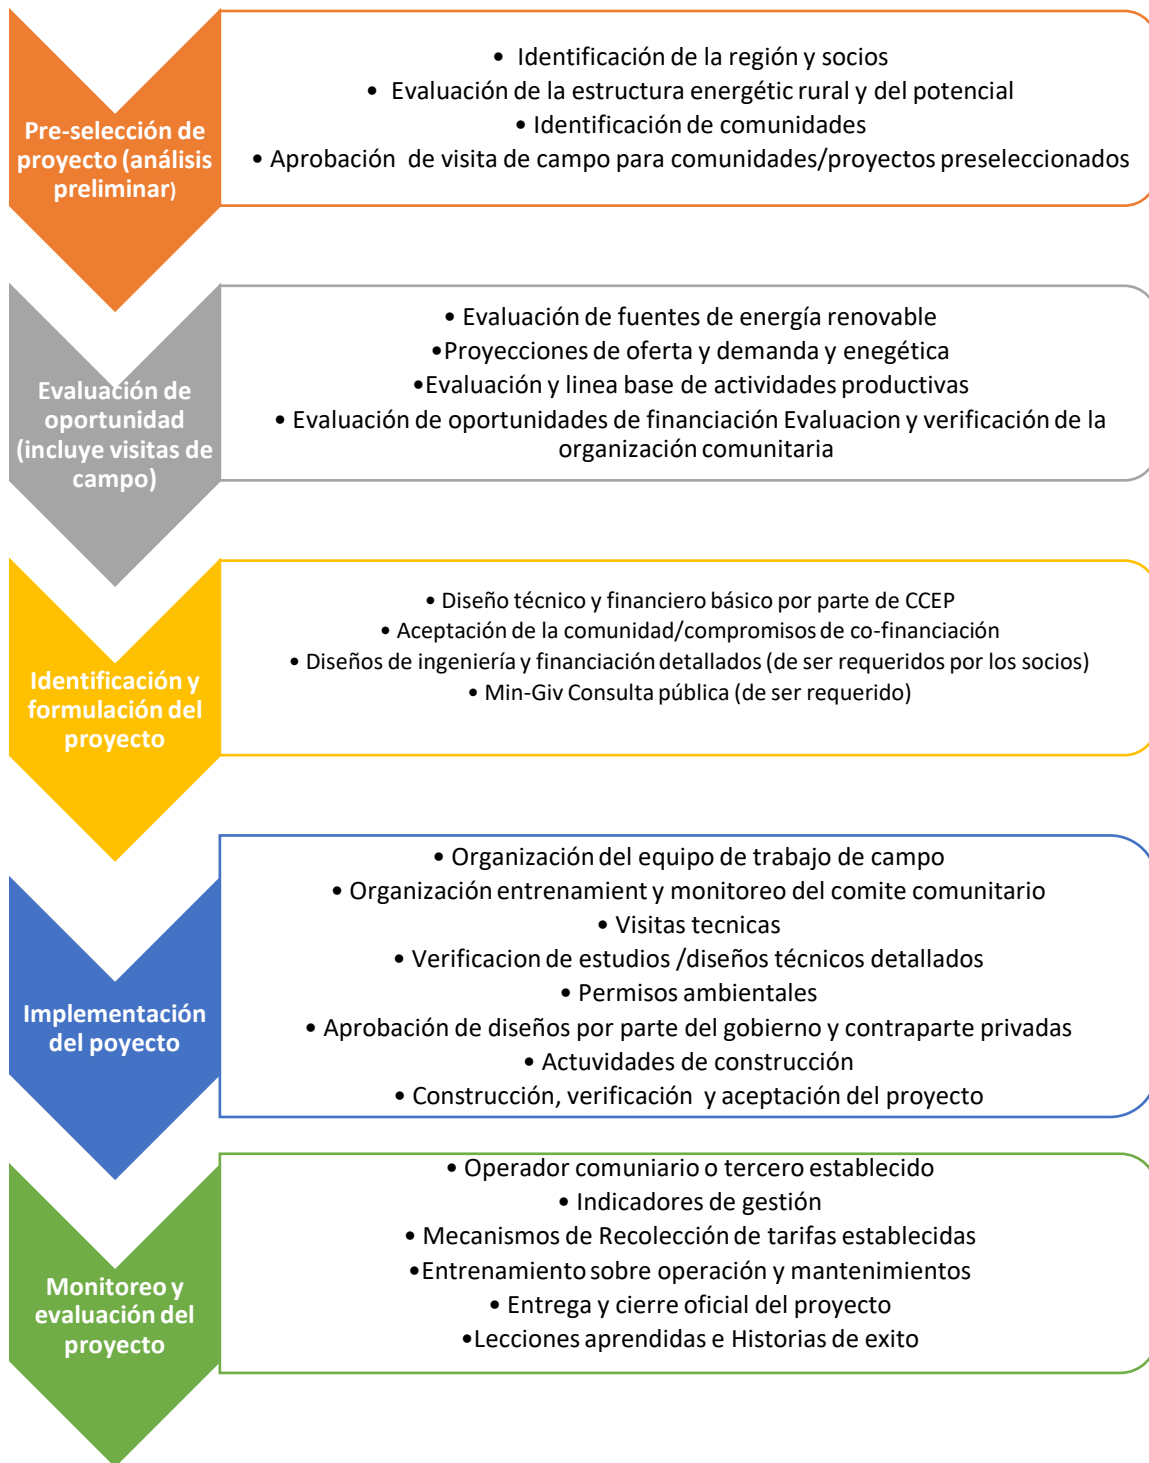 Pre-selección de
proyecto (análisis
preliminar)
• Identificación de la región y socios
• Evaluación de la estructura energétic rural y del potencial
• Identificación de comunidades
• Aprobación de visita de campo para comunidades/proyectos preseleccionados
Evaluación de
oportunidad
(incluye visitas de
campo)
• Evaluación de fuentes de energía renovable
•Proyecciones de oferta y demanda y enegética
•Evaluación y linea base de actividades productivas
• Evaluación de oportunidades de financiación Evaluacion y verificación de la
organización comunitaria
Identificación y
formulación del
proyecto
• Diseño técnico y financiero básico por parte de CCEP
• Aceptación de la comunidad/compromisos de co-financiación
• Diseños de ingeniería y financiación detallados (de ser requeridos por los socios)
• Min-Giv Consulta pública (de ser requerido)
Implementación
del poyecto
• Organización del equipo de trabajo de campo
• Organización entrenamient y monitoreo del comite comunitario
• Visitas tecnicas
• Verificacion de estudios /diseños técnicos detallados
• Permisos ambientales
• Aprobación de diseños por parte del gobierno y contraparte privadas
• Actuvidades de construcción
• Construcción, verificación y aceptación del proyecto
Monitoreo y
evaluación del
proyecto
• Operador comuniario o tercero establecido
• Indicadores de gestión
• Mecanismos de Recolección de tarifas establecidas
•Entrenamiento sobre operación y mantenimientos
• Entrega y cierre oficial del proyecto
•Lecciones aprendidas e Historias de exito